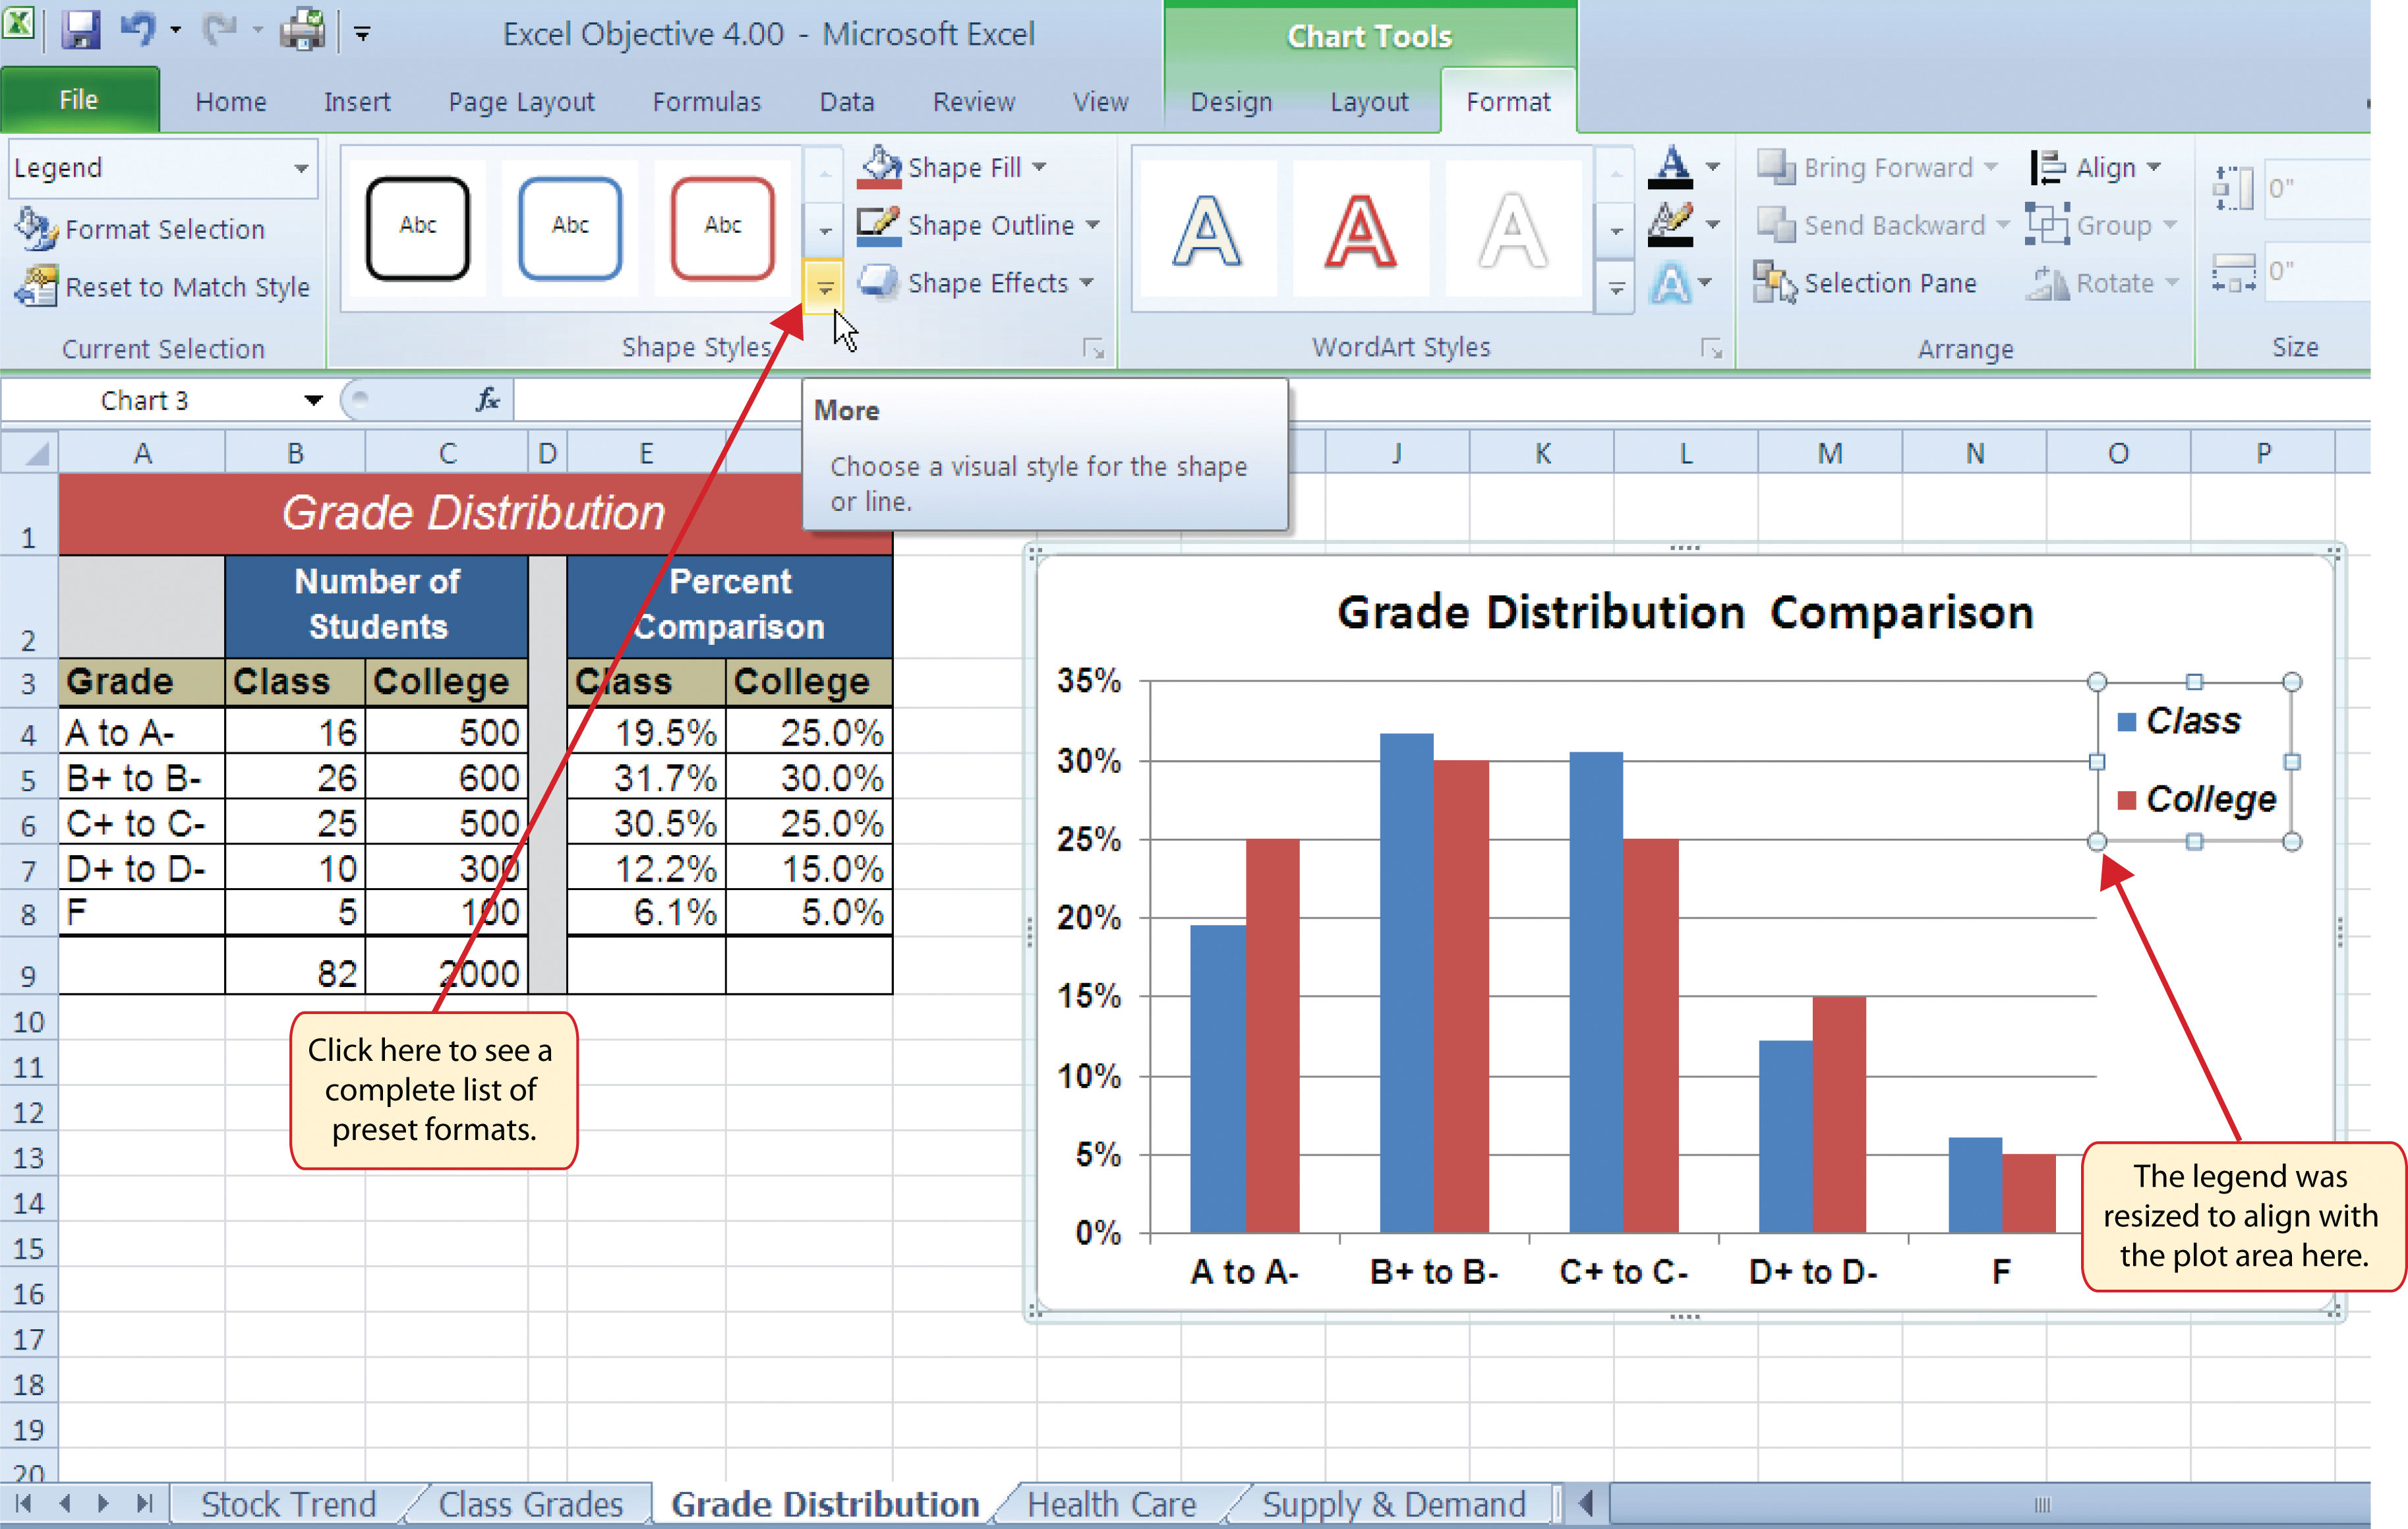 Excel Objective 4.00 - Microsoft Excel
Chart Tools
File Home Insert Page Layout Formulas Data Review View Design Layout Format
Legend
Format Selection
Reset to Match Style
Current Selection
Abc Abc Abc
Shape Fill
Shape Outline
Shape Effects
Shape Styles
A A A
A
A
WordArt Styles
Bring Forward
Send Backward
Selection Pane
Align
Group
Rotate
Arrange
0"
0"
Size
Chart 3 fx
More
Choose a visual style for the shape
or line.
A B C D E J K L M N O P
1 Grade Distribution
2 Number of
Students
Percent
Comparison
3 Grade Class College Class College
4 A to A- 16 500 19.5% 25.0%
5 B+ to B- 26 600 31.7% 30.0%
6 C+ to C- 25 500 30.5% 25.0%
7 D+ to D- 10 300 12.2% 15.0%
8 F 5 100 6.1% 5.0%
9 82 2000
10
11
12
13
14
15
16
17
18
19
20
Click here to see a
complete list of
preset formats.
Grade Distribution Comparison
35%
30%
25%
20%
15%
10%
5%
0%
A to A- B+ to B- C+ to C- D+ to D- F
Class
College
The legend was
resized to align with
the plot area here.
Stock Trend Class Grades Grade Distribution Health Care Supply & Demand